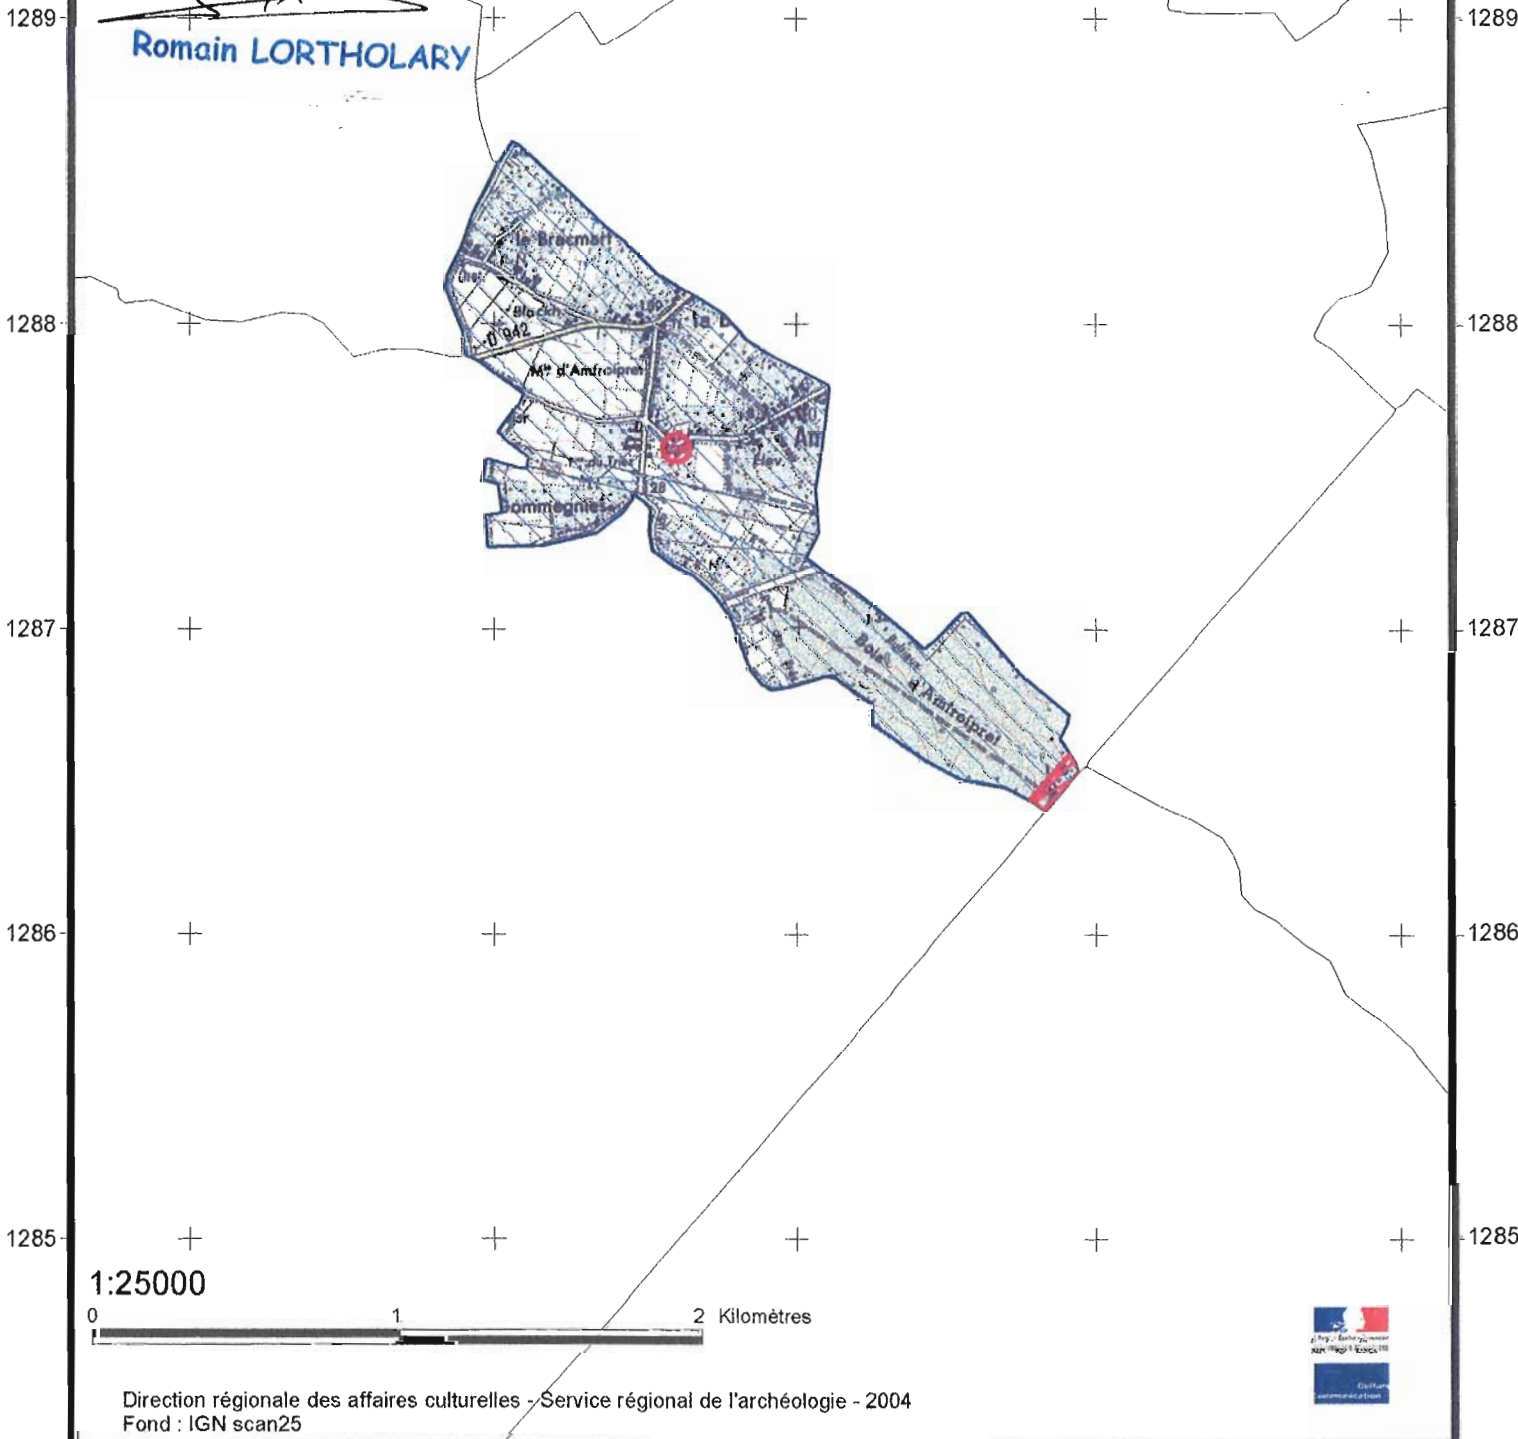 1289 1289
Romain LORTHOLARY
le Bracmart
1288 1288
D 942
d'Amfroipret
Gommegnies
1287 1287
Bois
d'Amfroipret
1286 1286
1285 1285
1:25000
0 1 2 Kilomètres
Direction régionale des affaires culturelles - Service régional de l'archéologie - 2004
Fond : IGN scan25